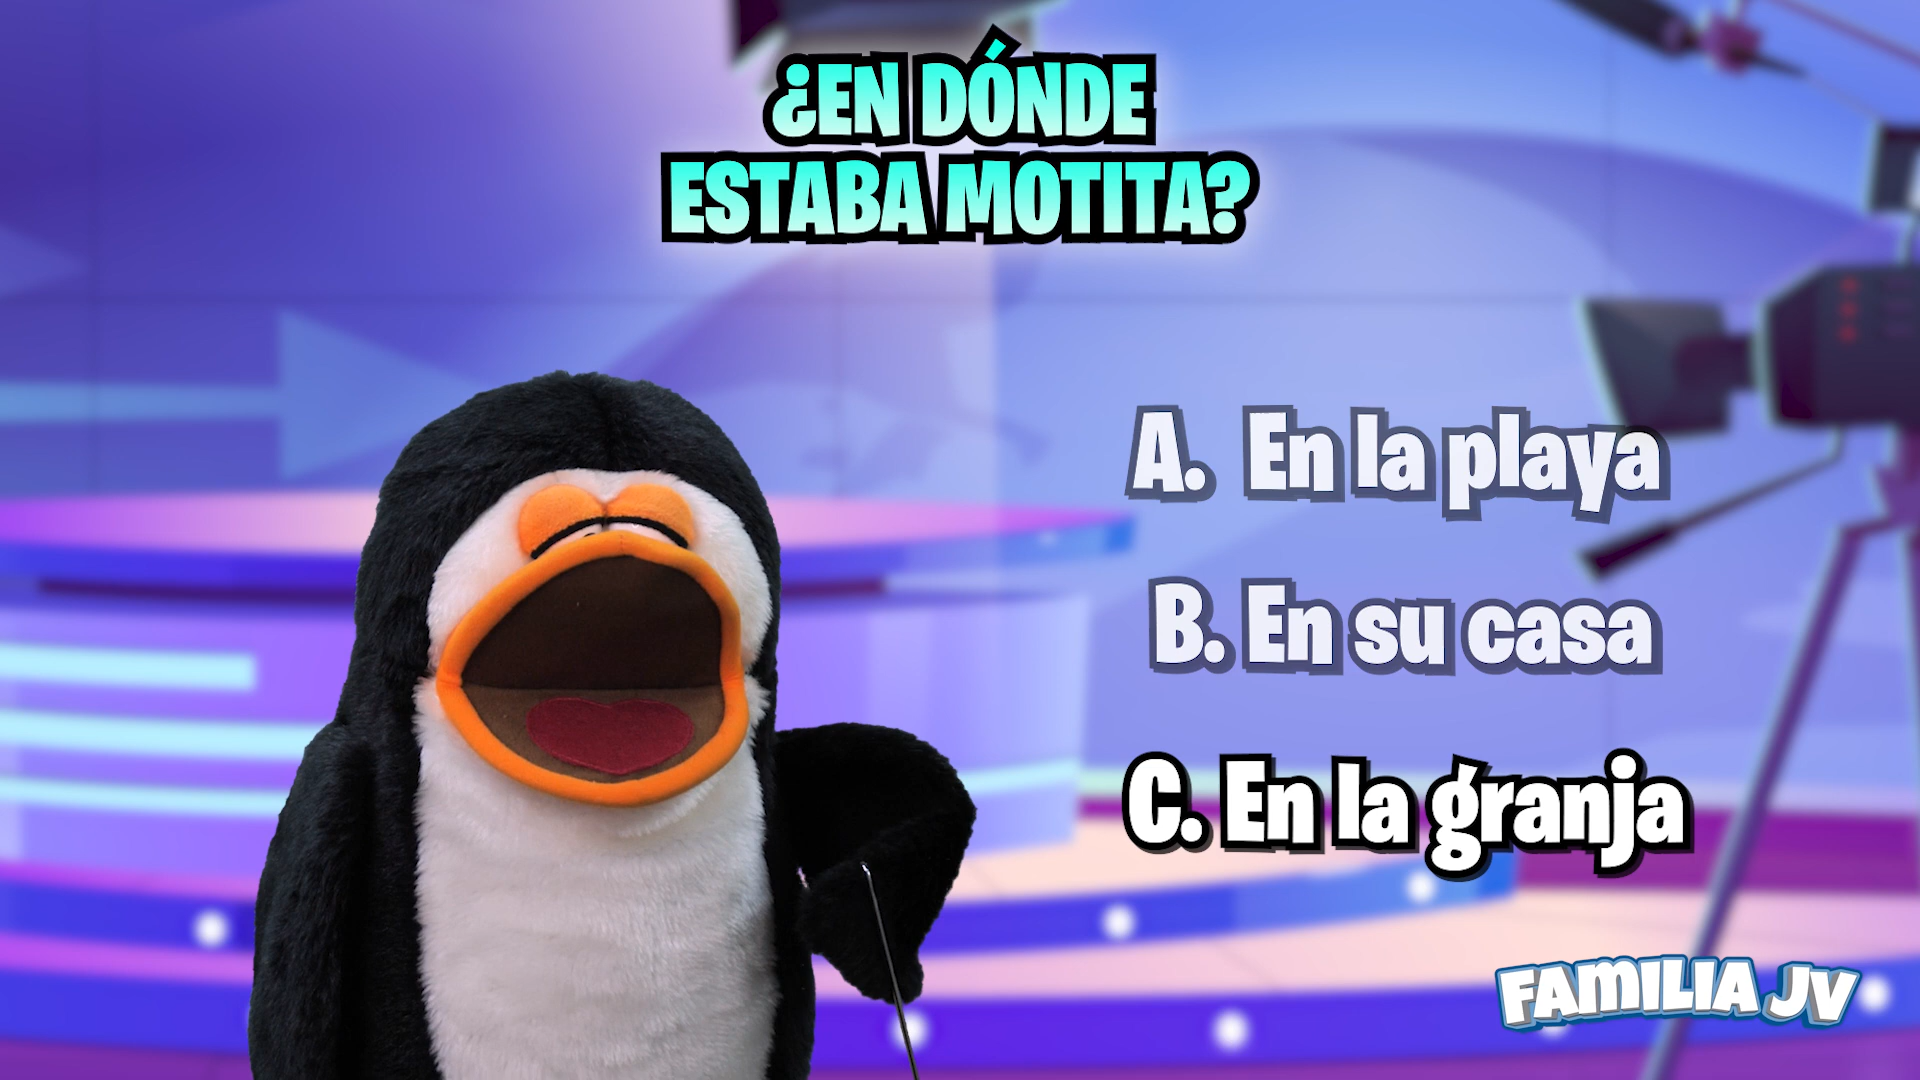 ¿EN DÓNDE
ESTABA MOTITA?
A. En la playa
B. En su casa
C. En la granja
FAMILIA JV